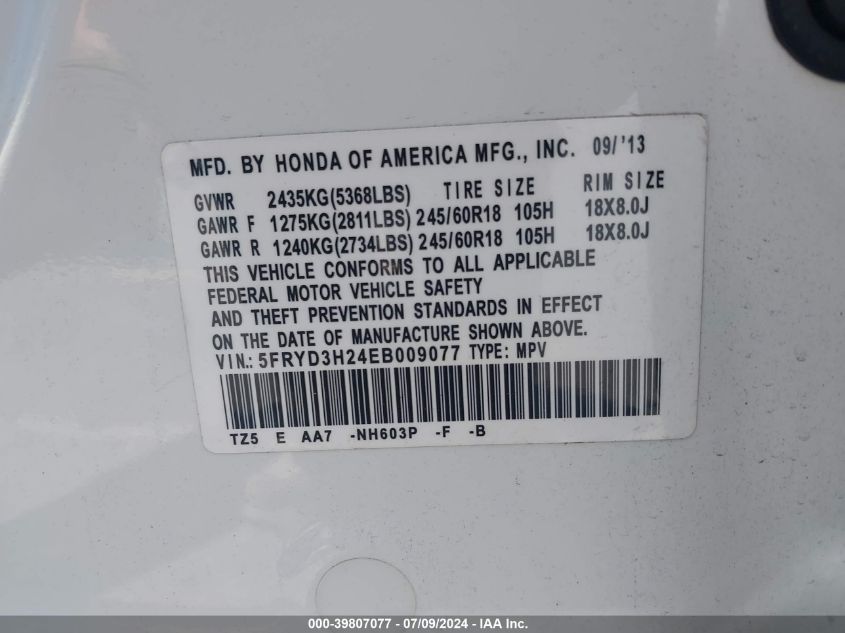 MFD. BY HONDA OF AMERICA MFG., INC. 09/'13
GVWR 2435KG(5368LBS) TIRE SIZE RIM SIZE
GAWR F 1275KG(2811LBS) 245/60R18 105H 18X8.0J
GAWR R 1240KG(2734LBS) 245/60R18 105H 18X8.0J
THIS VEHICLE CONFORMS TO ALL APPLICABLE
FEDERAL MOTOR VEHICLE SAFETY
AND THEFT PREVENTION STANDARDS IN EFFECT
ON THE DATE OF MANUFACTURE SHOWN ABOVE.
VIN.: 5FRYD3H24EB009077 TYPE: MPV
TZ5 E AA7 -NH603P -F -B
000-39807077 | 07/09/2024 - IAA Inc.